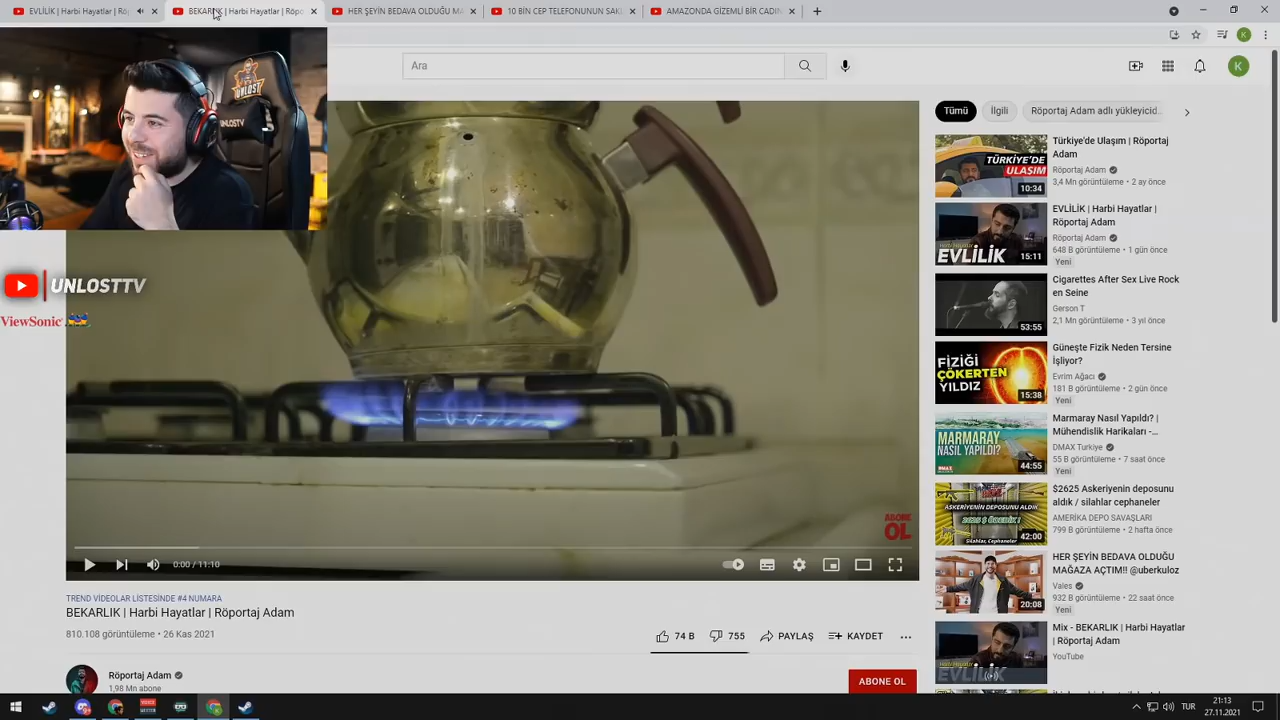 EVLİLİK | Harbi Hayatlar | Röp
BEKARLIK | Harbi Hayatlar | Röpo
HER ŞEYİN BEDAVA OLDUĞU MA
10 BİN CEP TELEFONUNUN SAKL
AMAZONDA GİZEMLİ BİR CADIN
K
Ara
K
UNLOST
UNLOSTV
UNLOSTTV
ViewSonic
ABONE
OL
0:00 / 11:10
TREND VİDEOLAR LİSTESİNDE #4 NUMARA
BEKARLIK | Harbi Hayatlar | Röportaj Adam
810.108 görüntüleme • 26 Kas 2021
74 B
755
PAYLAŞ
KAYDET
Röportaj Adam
1,98 Mn abone
ABONE OL
Tümü
İlgili
Röportaj Adam adlı yükleyicid...
TÜRKİYE'DE
ULAŞIM
10:34
Türkiye'de Ulaşım | Röportaj
Adam
Röportaj Adam
3,4 Mn görüntüleme • 2 ay önce
Harbi Hayatlar
EVLİLİK
15:11
EVLİLİK | Harbi Hayatlar |
Röportaj Adam
Röportaj Adam
648 B görüntüleme • 1 gün önce
Yeni
53:55
Cigarettes After Sex Live Rock
en Seine
Gerson T
2,1 Mn görüntüleme • 3 yıl önce
FİZİĞİ
ÇÖKERTEN
YILDIZ
15:38
Güneşte Fizik Neden Tersine
İşliyor?
Evrim Ağacı
181 B görüntüleme • 2 gün önce
Yeni
MARMARAY
NASIL YAPILDI?
44:55
Marmaray Nasıl Yapıldı? |
Mühendislik Harikaları -...
DMAX Turkiye
55 B görüntüleme • 7 saat önce
Yeni
ASKERİYENİN DEPOSUNU ALDIK
2625 $ ÖDEDİK !
Silahlar, Cephaneler
42:00
$2625 Askeriyenin deposunu
aldık / silahlar cephaneler
AMERİKA DEPO SAVAŞLARI
799 B görüntüleme • 2 hafta önce
20:08
HER ŞEYİN BEDAVA OLDUĞU
MAĞAZA AÇTIM!! @uberkuloz
Vales
932 B görüntüleme • 22 saat önce
Yeni
EVLİLİK
Mix - BEKARLIK | Harbi Hayatlar
| Röportaj Adam
YouTube
TUR
21:13
27.11.2021